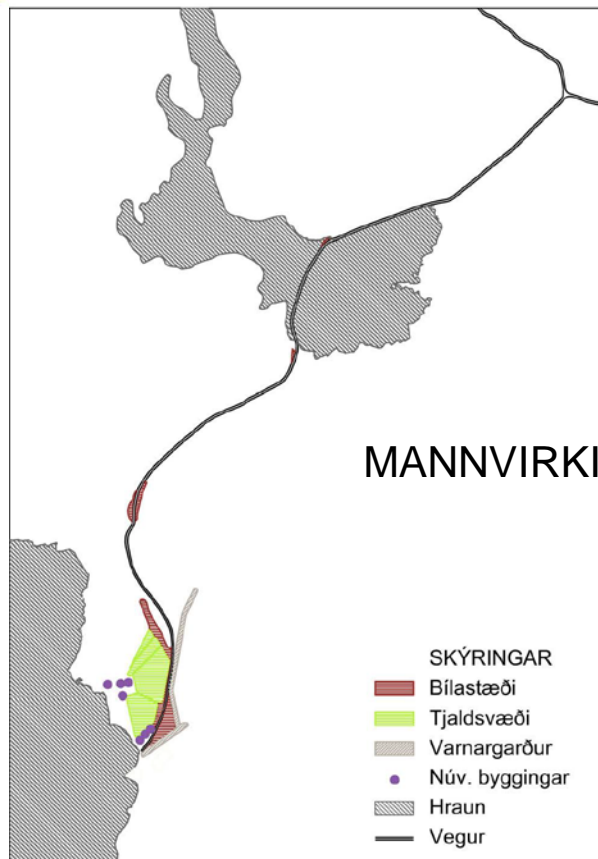 MANNVIRKI
SKÝRINGAR
Bílastæði
Tjaldsvæði
Varnargarður
Núv. byggingar
Hraun
Vegur